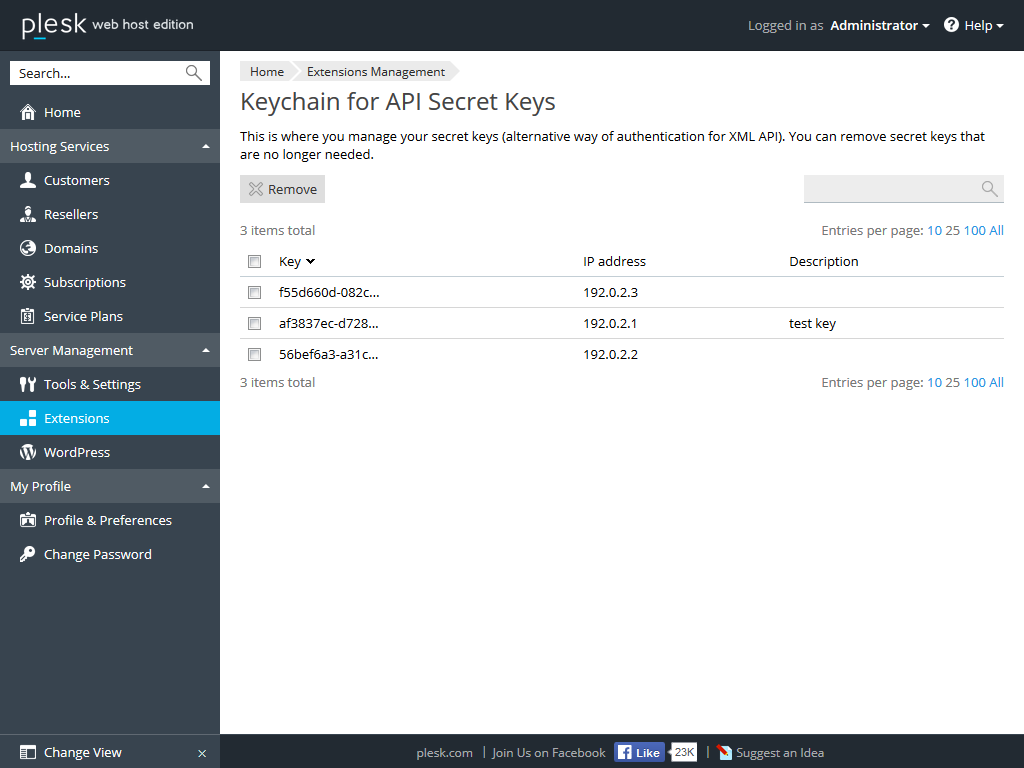 plesk web host edition
Logged in as Administrator
Help
Search...
Home
Hosting Services
Customers
Resellers
Domains
Subscriptions
Service Plans
Server Management
Tools & Settings
Extensions
WordPress
My Profile
Profile & Preferences
Change Password
Change View
Home Extensions Management
Keychain for API Secret Keys
This is where you manage your secret keys (alternative way of authentication for XML API). You can remove secret keys that
are no longer needed.
Remove
3 items total Entries per page: 10 25 100 All
Key IP address Description
f55d660d-082c... 192.0.2.3
af3837ec-d728... 192.0.2.1 test key
56bef6a3-a31c... 192.0.2.2
3 items total Entries per page: 10 25 100 All
plesk.com | Join Us on Facebook f Like 23K | Suggest an Idea